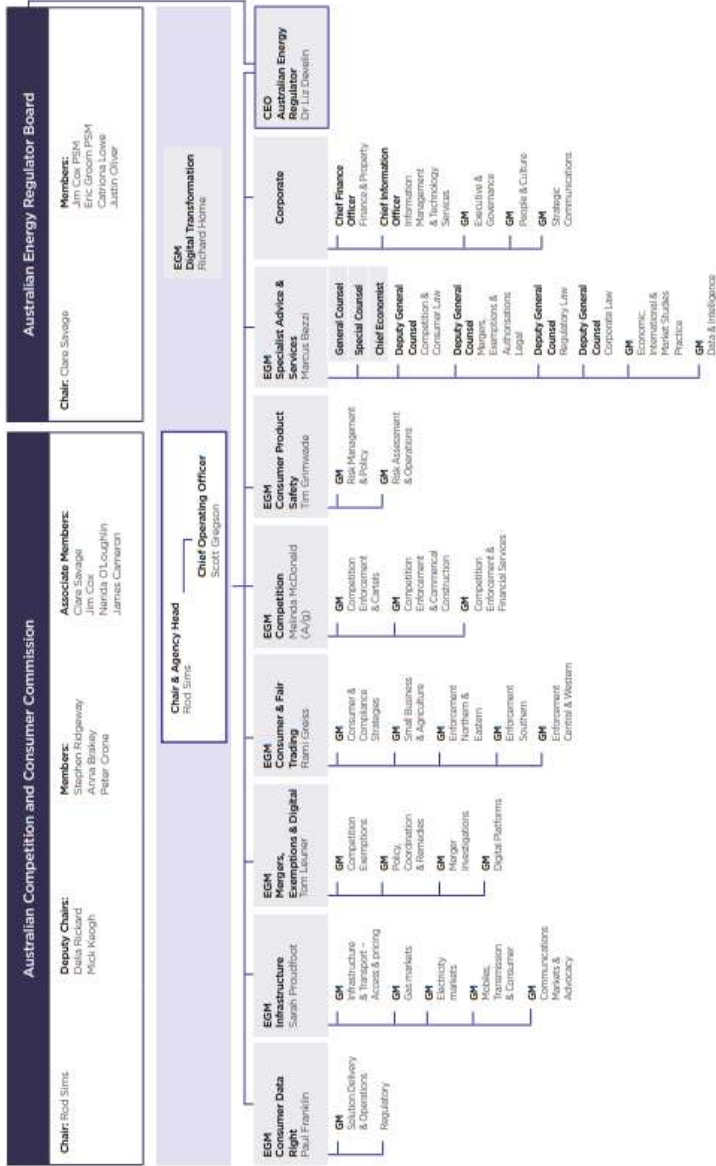 Australian Competition and Consumer Commission
Chair: Rod Sims
Deputy Chairs:
Delia Rickard
Mick Keogh
Members:
Stephen Ridgeway
Anna Brakey
Peter Crone
Associate Members:
Clare Savage
Jim Cox
Nerida O'Loughlin
James Cameron
Australian Energy Regulator Board
Chair: Clare Savage
Members:
Jim Cox PSM
Eric Groom PSM
Catriona Lowe
Justin Oliver
Chair & Agency Head
Rod Sims
Chief Operating Officer
Scott Gregson
EGM
Digital Transformation
Richard Home
EGM
Consumer Data
Right
Paul Franklin
GM
Solution Delivery
& Operations
Regulatory
EGM
Infrastructure
Sarah Proudfoot
GM
Infrastructure
& Transport –
Access & pricing
GM
Gas markets
GM
Electricity
markets
GM
Mobiles,
Transmission
& Consumer
GM
Communications
Markets &
Advocacy
EGM
Mergers,
Exemptions & Digital
Tom Leuner
GM
Competition
Exemptions
GM
Policy,
Coordination
& Remedies
GM
Merger
Investigations
GM
Digital Platforms
EGM
Consumer & Fair
Trading
Rami Greiss
GM
Consumer &
Compliance
Strategies
GM
Small Business
& Agriculture
GM
Enforcement
Northern &
Eastern
GM
Enforcement
Southern
GM
Enforcement
Central & Western
EGM
Competition
Melinda McDonald
(A/g)
GM
Competition
Enforcement
& Cartels
GM
Competition
Enforcement
& Commercial
Construction
GM
Competition
Enforcement &
Financial Services
EGM
Consumer Product
Safety
Tim Grimwade
GM
Risk Management
& Policy
GM
Risk Assessment
& Operations
EGM
Specialist Advice &
Services
Marcus Bezzi
General Counsel
Special Counsel
Chief Economist
Deputy General
Counsel
Competition &
Consumer Law
Deputy General
Counsel
Mergers,
Exemptions &
Authorisations
Legal
Deputy General
Counsel
Regulatory Law
Deputy General
Counsel
Corporate Law
GM
Economic,
International &
Market Studies
Practice
GM
Data & Intelligence
Corporate
Chief Finance
Officer
Finance & Property
Chief Information
Officer
Information
Management
& Technology
Services
GM
Executive &
Governance
GM
People & Culture
GM
Strategic
Communications
CEO
Australian Energy
Regulator
Dr Liz Develin